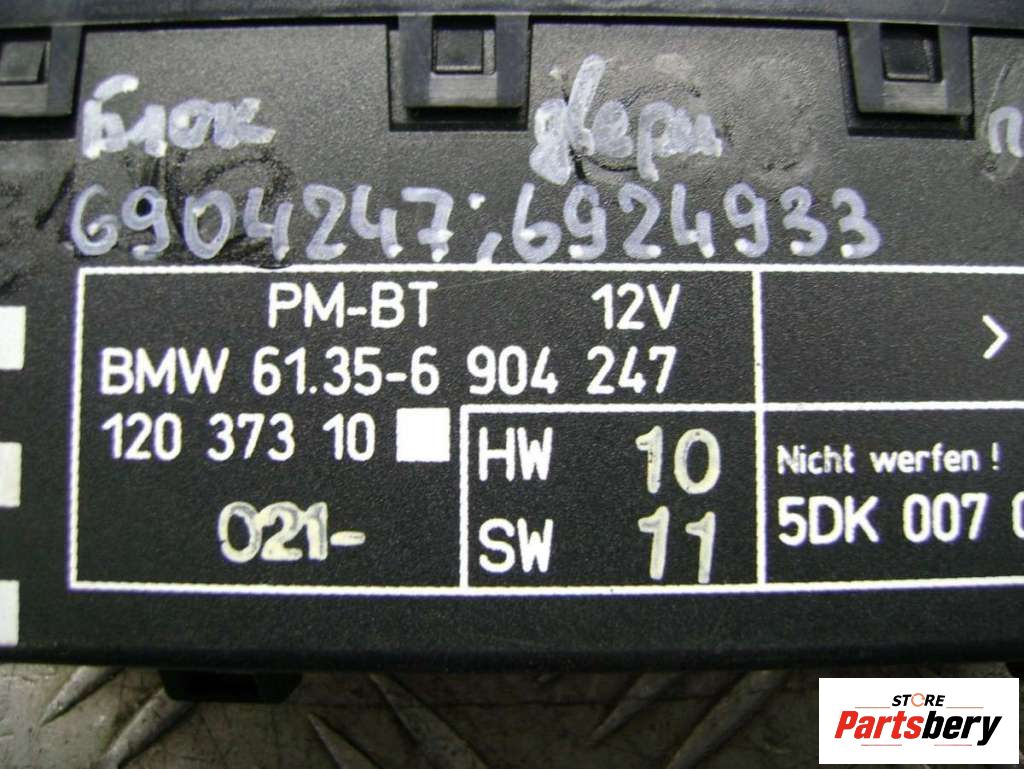 Блок двери п
6904247;6924933
PM-BT 12V
BMW 61.35-6 904 247
120 373 10
021-
HW 10
SW 11
>
Nicht werfen !
5DK 007 0
STORE
Partsbery